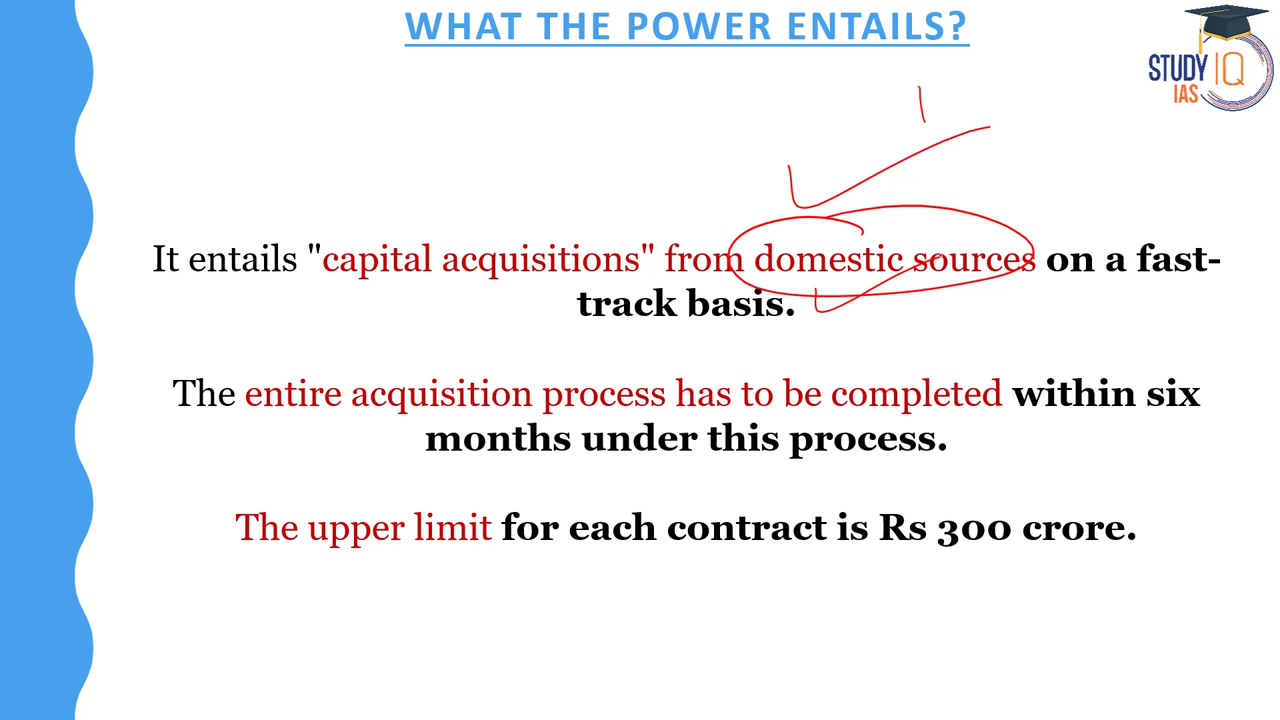 WHAT THE POWER ENTAILS?
STUDY IQ
IAS
It entails "capital acquisitions" from domestic sources on a fast-
track basis.
The entire acquisition process has to be completed within six
months under this process.
The upper limit for each contract is Rs 300 crore.